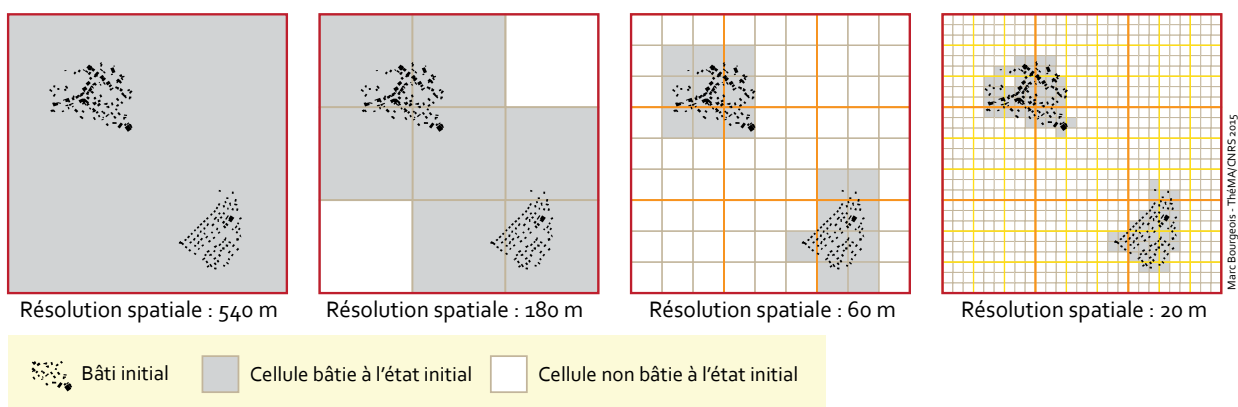 Résolution spatiale : 540 m
Résolution spatiale : 180 m
Résolution spatiale : 60 m
Résolution spatiale : 20 m
Marc Bourgeois - ThéMA/CNRS 2015
Bâti initial
Cellule bâtie à l'état initial
Cellule non bâtie à l'état initial